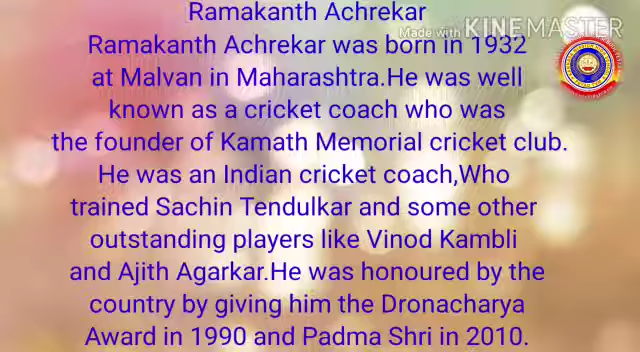 Ramakanth Achrekar
Made with KINEMASTER
Ramakanth Achrekar was born in 1932
at Malvan in Maharashtra.He was well
known as a cricket coach who was
the founder of Kamath Memorial cricket club.
He was an Indian cricket coach,Who
trained Sachin Tendulkar and some other
outstanding players like Vinod Kambli
and Ajith Agarkar.He was honoured by the
country by giving him the Dronacharya
Award in 1990 and Padma Shri in 2010.